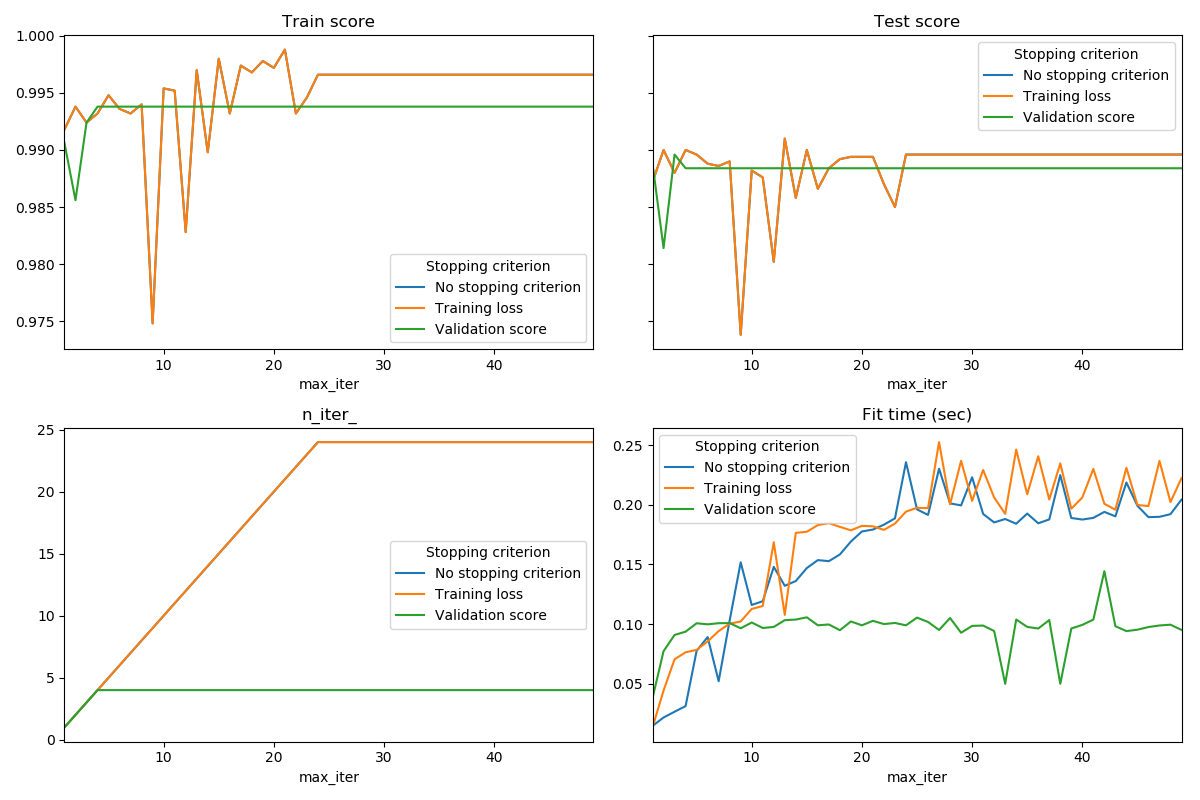 Train score
1.000
0.995
0.990
0.985
0.980
0.975
Stopping criterion
No stopping criterion
Training loss
Validation score
10
20
30
40
max_iter
Test score
Stopping criterion
No stopping criterion
Training loss
Validation score
10
20
30
40
max_iter
n_iter_
25
20
15
10
5
0
Stopping criterion
No stopping criterion
Training loss
Validation score
10
20
30
40
max_iter
Fit time (sec)
0.25
0.20
0.15
0.10
0.05
Stopping criterion
No stopping criterion
Training loss
Validation score
10
20
30
40
max_iter